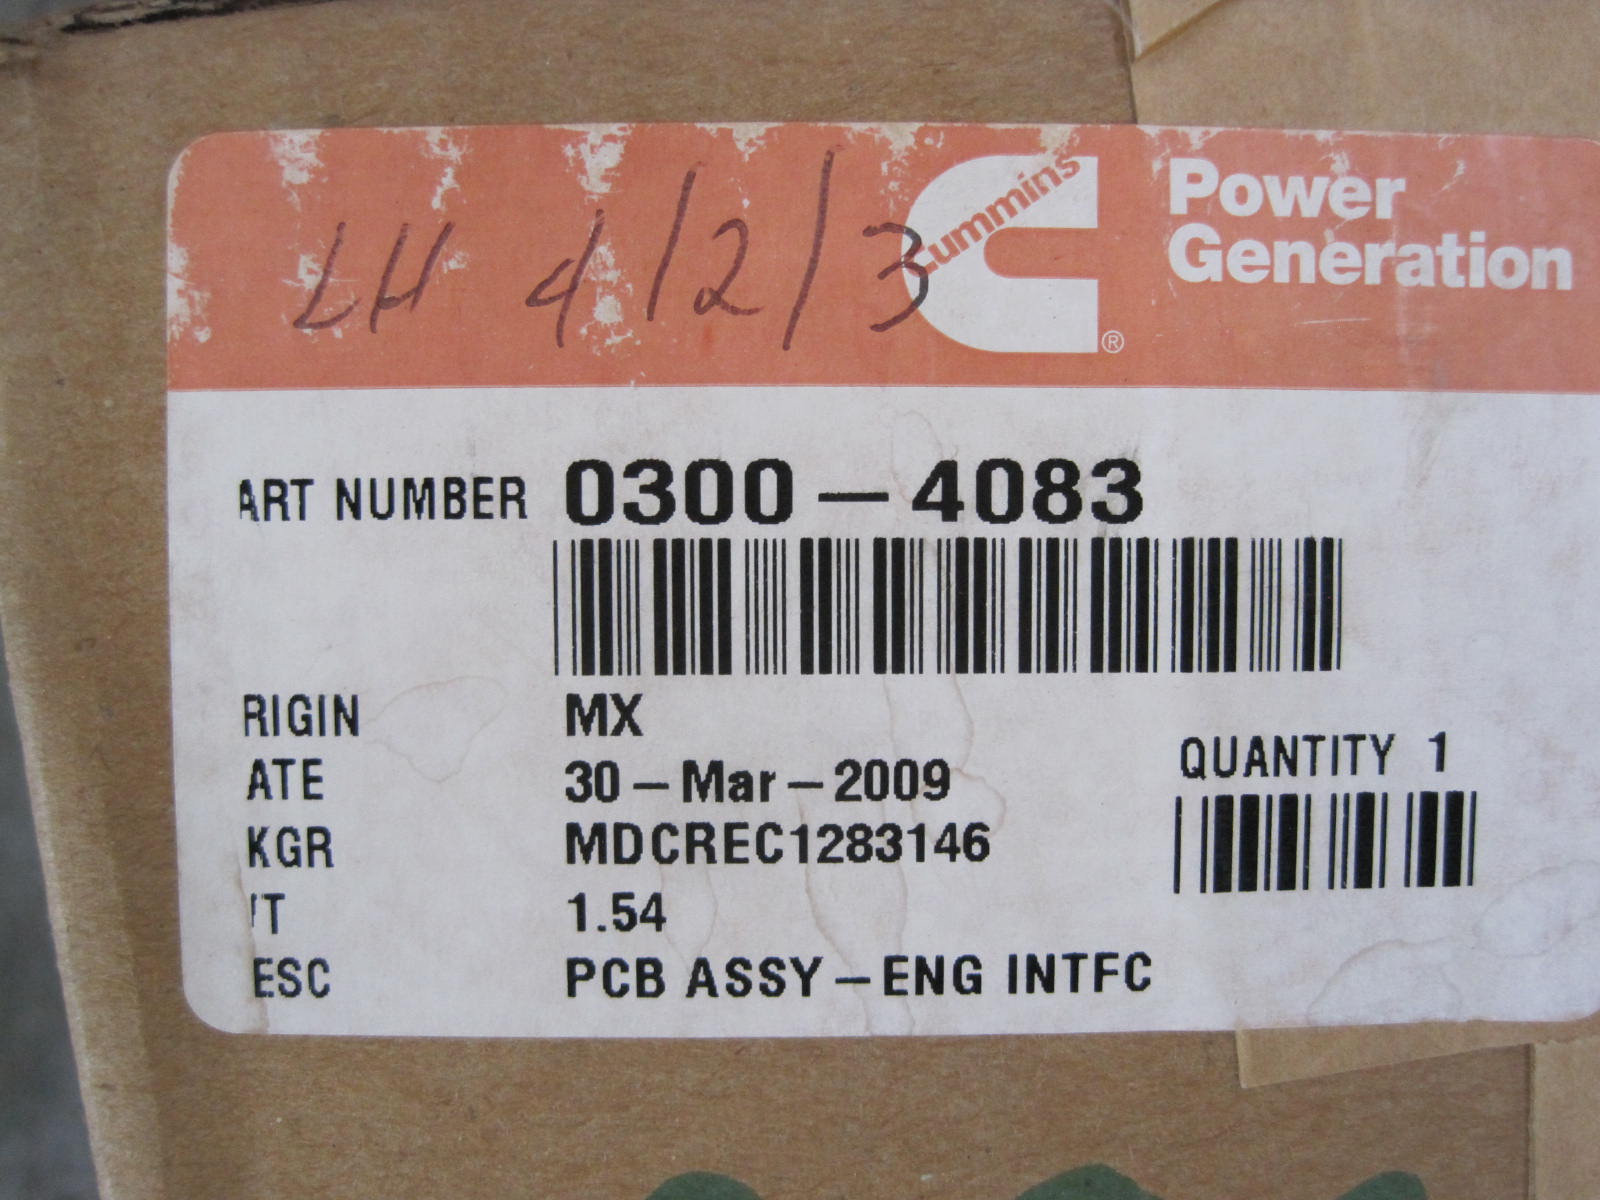 Power
Generation
cummins
®
LH 4/2/3
ART NUMBER 0300-4083
RIGIN MX
ATE 30-Mar-2009
QUANTITY 1
KGR MDCREC1283146
T 1.54
ESC PCB ASSY-ENG INTFC